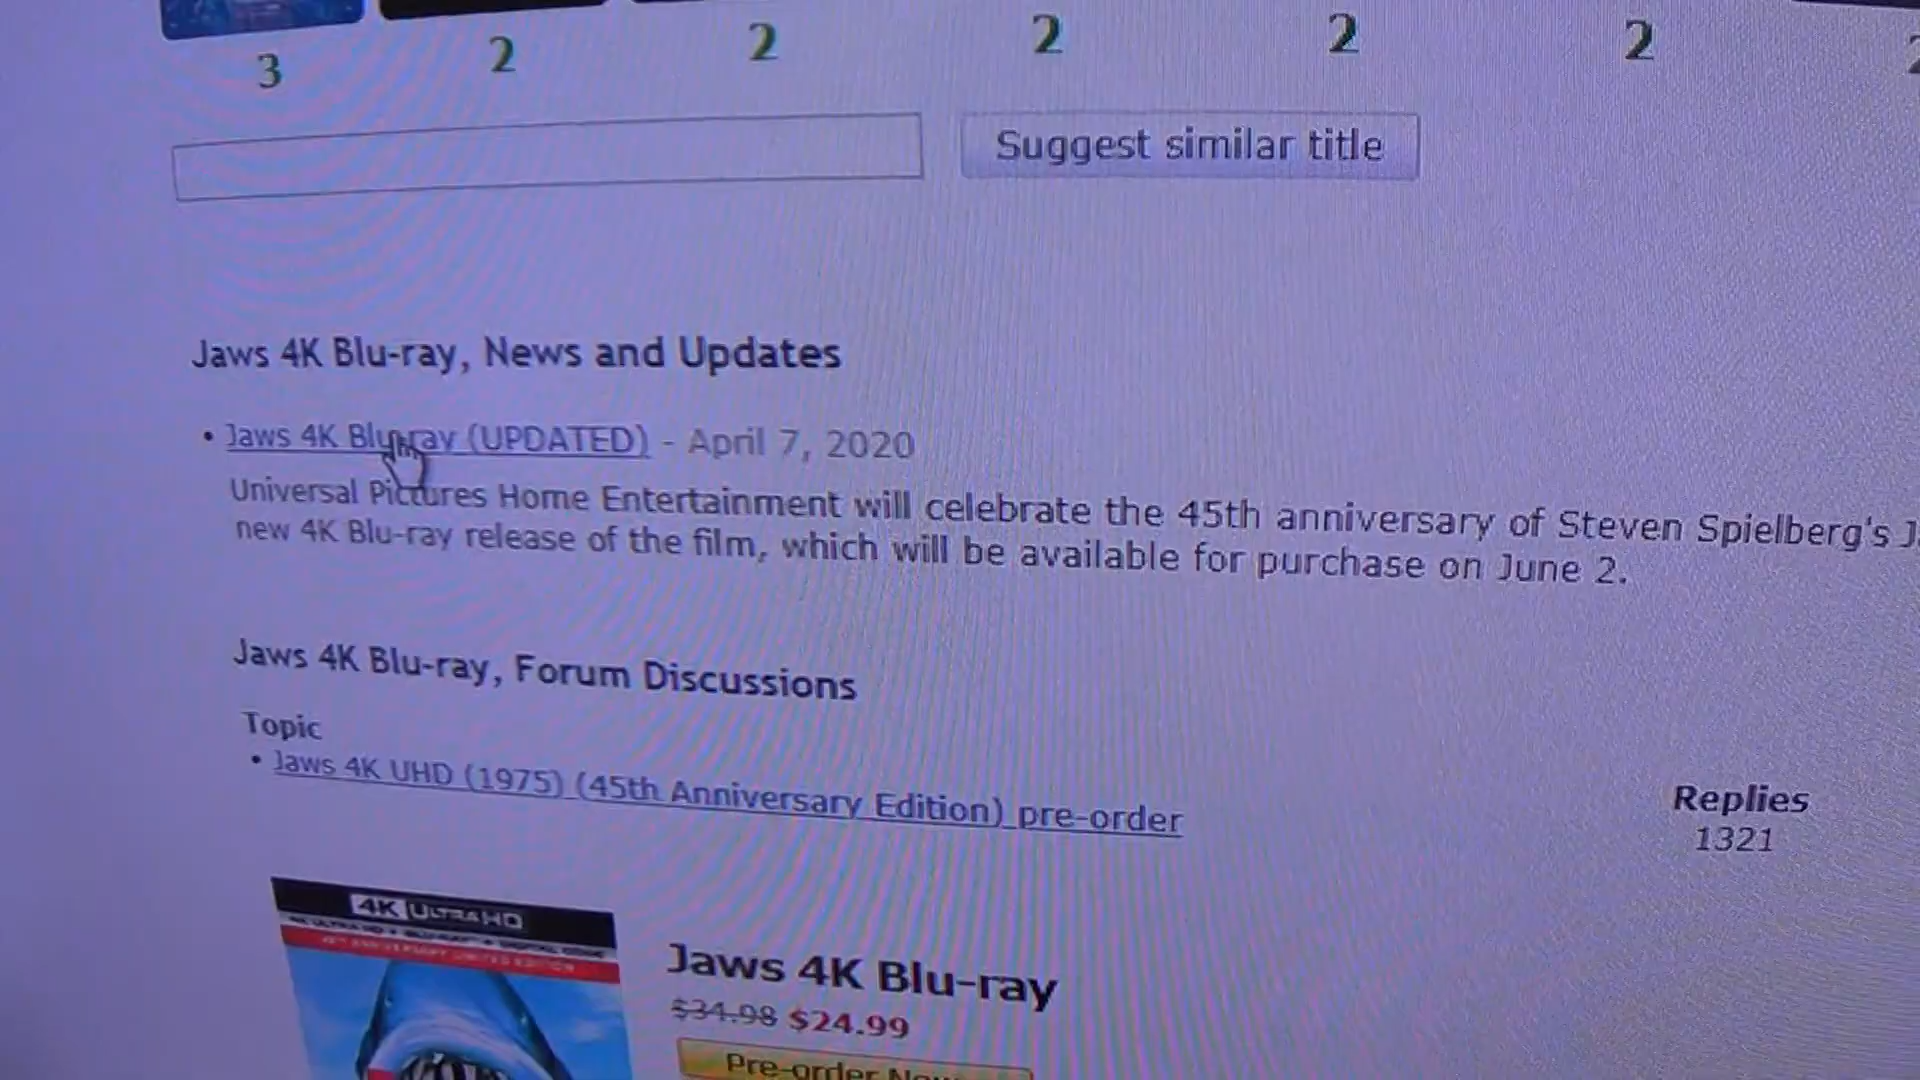 3 2 2 2 2 2
Suggest similar title
Jaws 4K Blu-ray, News and Updates
• Jaws 4K Blu-ray (UPDATED) - April 7, 2020
Universal Pictures Home Entertainment will celebrate the 45th anniversary of Steven Spielberg's
new 4K Blu-ray release of the film, which will be available for purchase on June 2.
Jaws 4K Blu-ray, Forum Discussions
Topic
• Jaws 4K UHD (1975) (45th Anniversary Edition) pre-order
Replies
1321
4K ULTRA HD
Jaws 4K Blu-ray
$34.98 $24.99
Pre-order Now